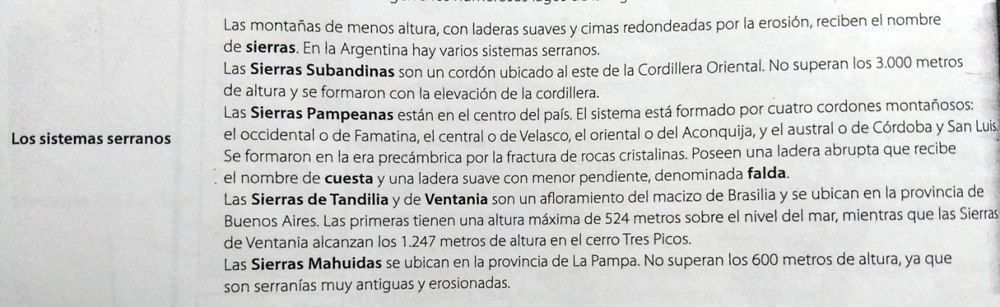 Las montañas de menos altura, con laderas suaves y cimas redondeadas por la erosión, reciben el nombre
de sierras. En la Argentina hay varios sistemas serranos.
Las Sierras Subandinas son un cordón ubicado al este de la Cordillera Oriental. No superan los 3.000 metros
de altura y se formaron con la elevación de la cordillera.
Las Sierras Pampeanas están en el centro del país. El sistema está formado por cuatro cordones montañosos:
Los sistemas serranos
el occidental o de Famatina, el central o de Velasco, el oriental o del Aconquija, y el austral o de Córdoba y San Luis.
Se formaron en la era precámbrica por la fractura de rocas cristalinas. Poseen una ladera abrupta que recibe
el nombre de cuesta y una ladera suave con menor pendiente, denominada falda.
Las Sierras de Tandilia y de Ventania son un afloramiento del macizo de Brasilia y se ubican en la provincia de
Buenos Aires. Las primeras tienen una altura máxima de 524 metros sobre el nivel del mar, mientras que las Sierras
de Ventania alcanzan los 1.247 metros de altura en el cerro Tres Picos.
Las Sierras Mahuidas se ubican en la provincia de La Pampa. No superan los 600 metros de altura, ya que
son serranías muy antiguas y erosionadas.